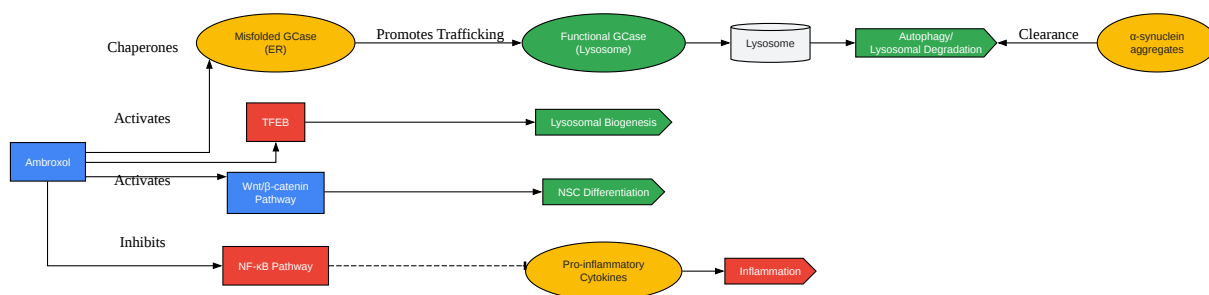 Misfolded GCase
(ER)
Promotes Trafficking
Functional GCase
(Lysosome)
Lysosome
Autophagy/
Lysosomal Degradation
Clearance
α-synuclein
aggregates
Chaperones
Activates
TFEB
Lysosomal Biogenesis
Ambroxol
Activates
Wnt/β-catenin
Pathway
NSC Differentiation
Inhibits
NF-κB Pathway
Pro-inflammatory
Cytokines
Inflammation